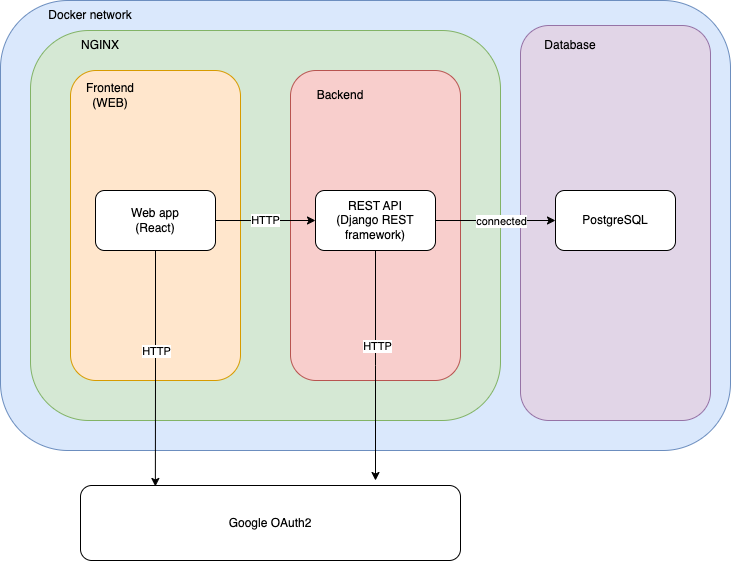 Docker network
NGINX
Database
Frontend
(WEB)
Backend
Web app
(React)
HTTP
REST API
(Django REST
framework)
connected
PostgreSQL
HTTP
HTTP
Google OAuth2